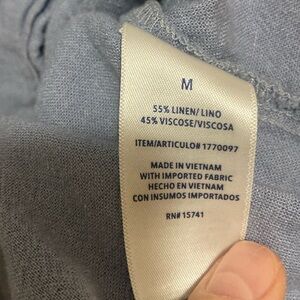 M
55% LINEN/ LINO
45% VISCOSE/VISCOSA
ITEM/ARTICULO# 1770097
MADE IN VIETNAM
WITH IMPORTED FABRIC
HECHO EN VIETNAM
CON INSUMOS IMPORTADOS
RN# 15741